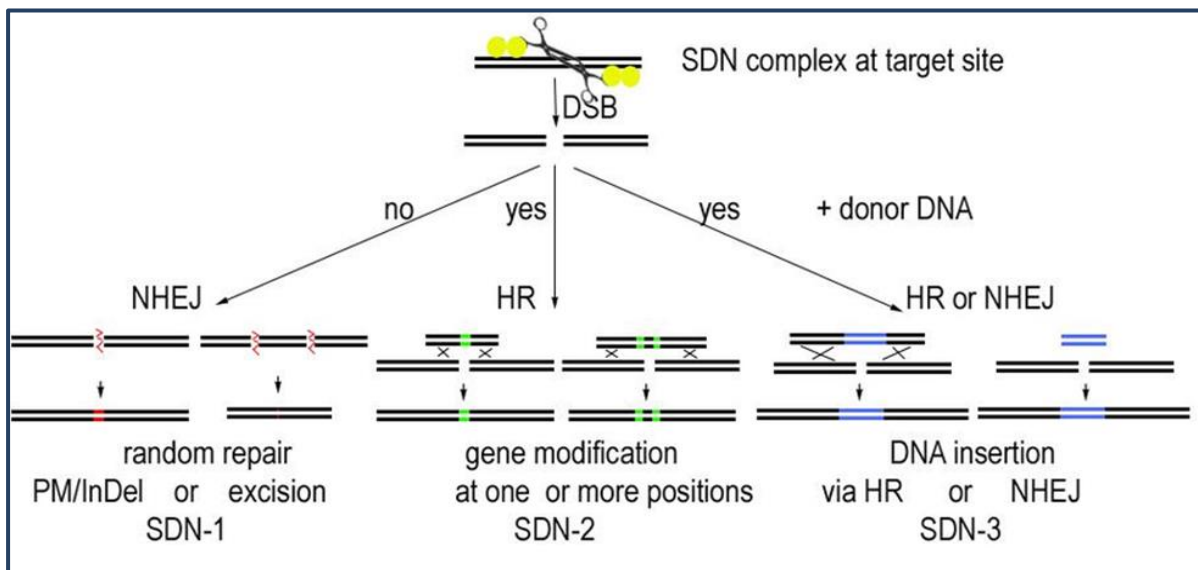 SDN complex at target site
DSB
no yes yes + donor DNA
NHEJ HR HR or NHEJ
random repair gene modification DNA insertion
PM/InDel or excision at one or more positions via HR or NHEJ
SDN-1 SDN-2 SDN-3